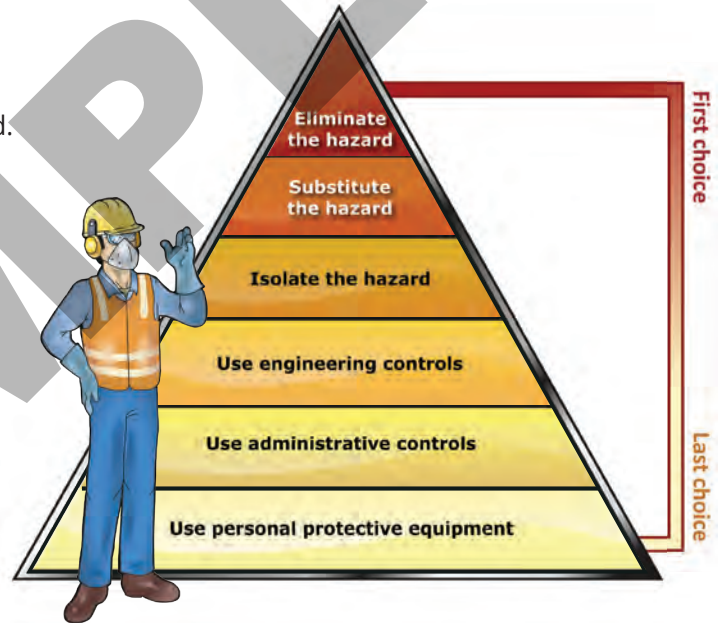 d.
Eliminate
the hazard
Substitute
the hazard
Isolate the hazard
Use engineering controls
Use administrative controls
Use personal protective equipment
First choice
Last choice